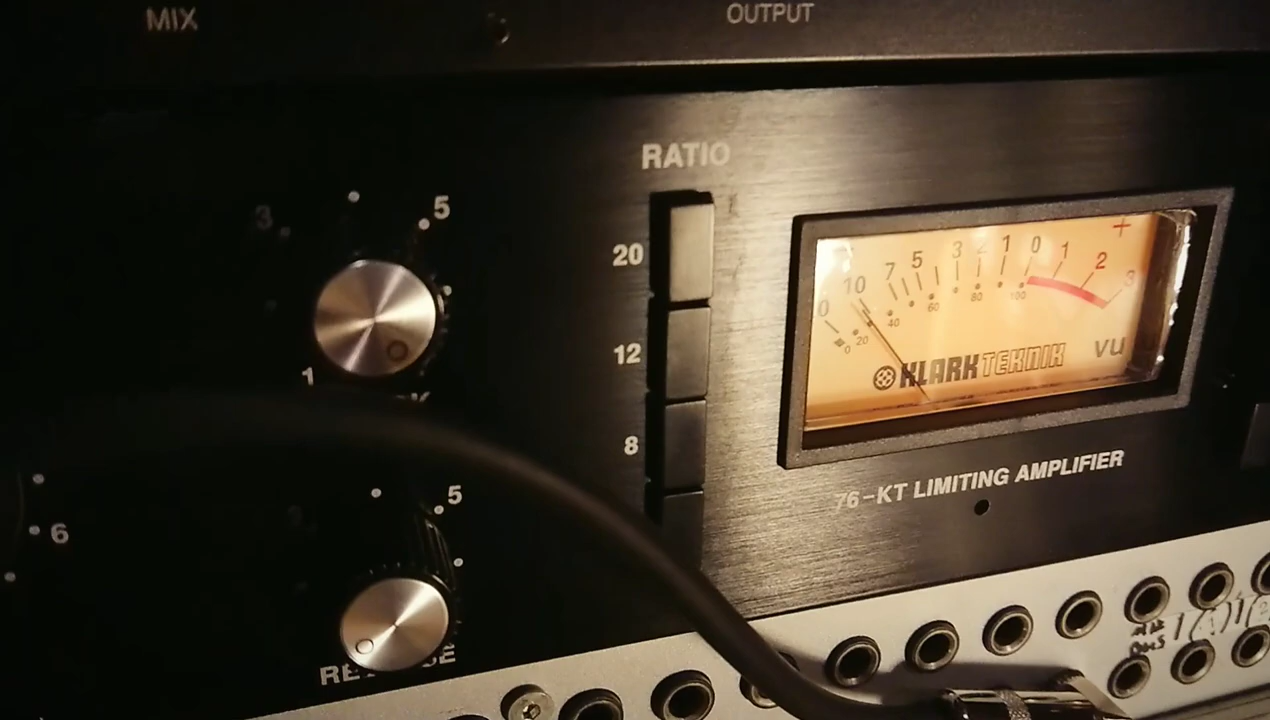 MIX
OUTPUT
RATIO
3
5
20
12
8
1
10 7 5 3 2 1 0 1 2 3
+
0 20 40 60 80 100
VU
KLARK TEKNIK
76-KT LIMITING AMPLIFIER
5
6